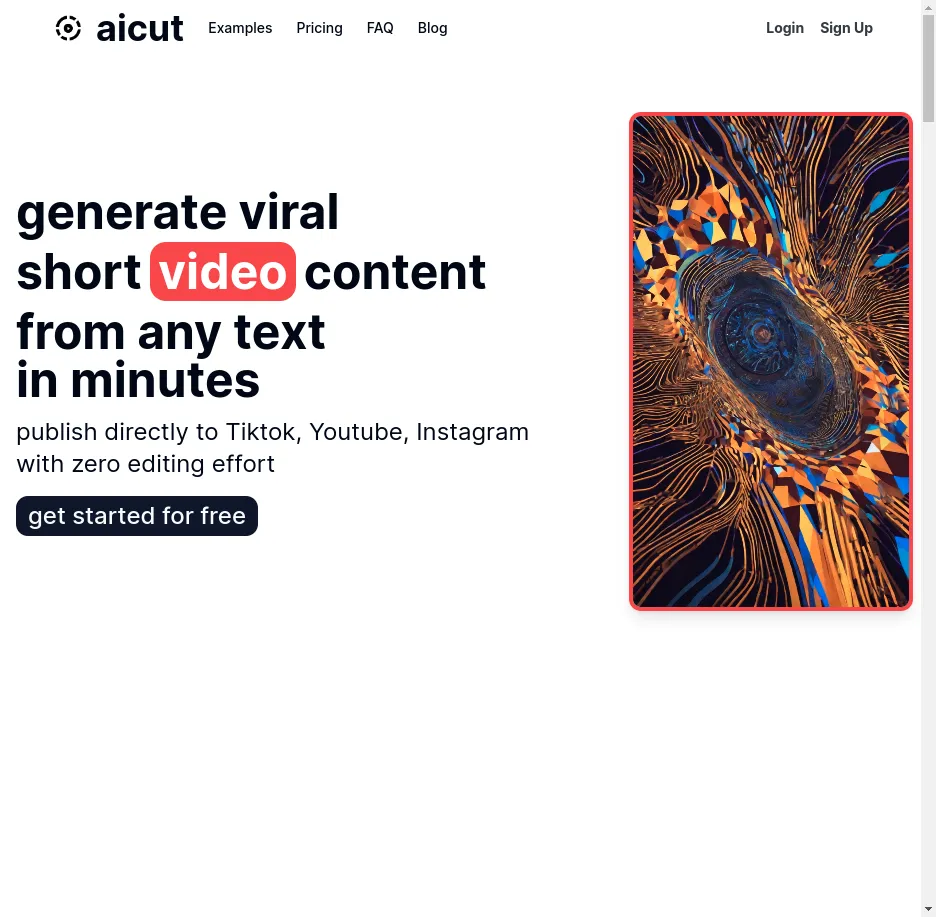 aicut Examples Pricing FAQ Blog Login Sign Up
generate viral
short video content
from any text
in minutes
publish directly to Tiktok, Youtube, Instagram
with zero editing effort
get started for free